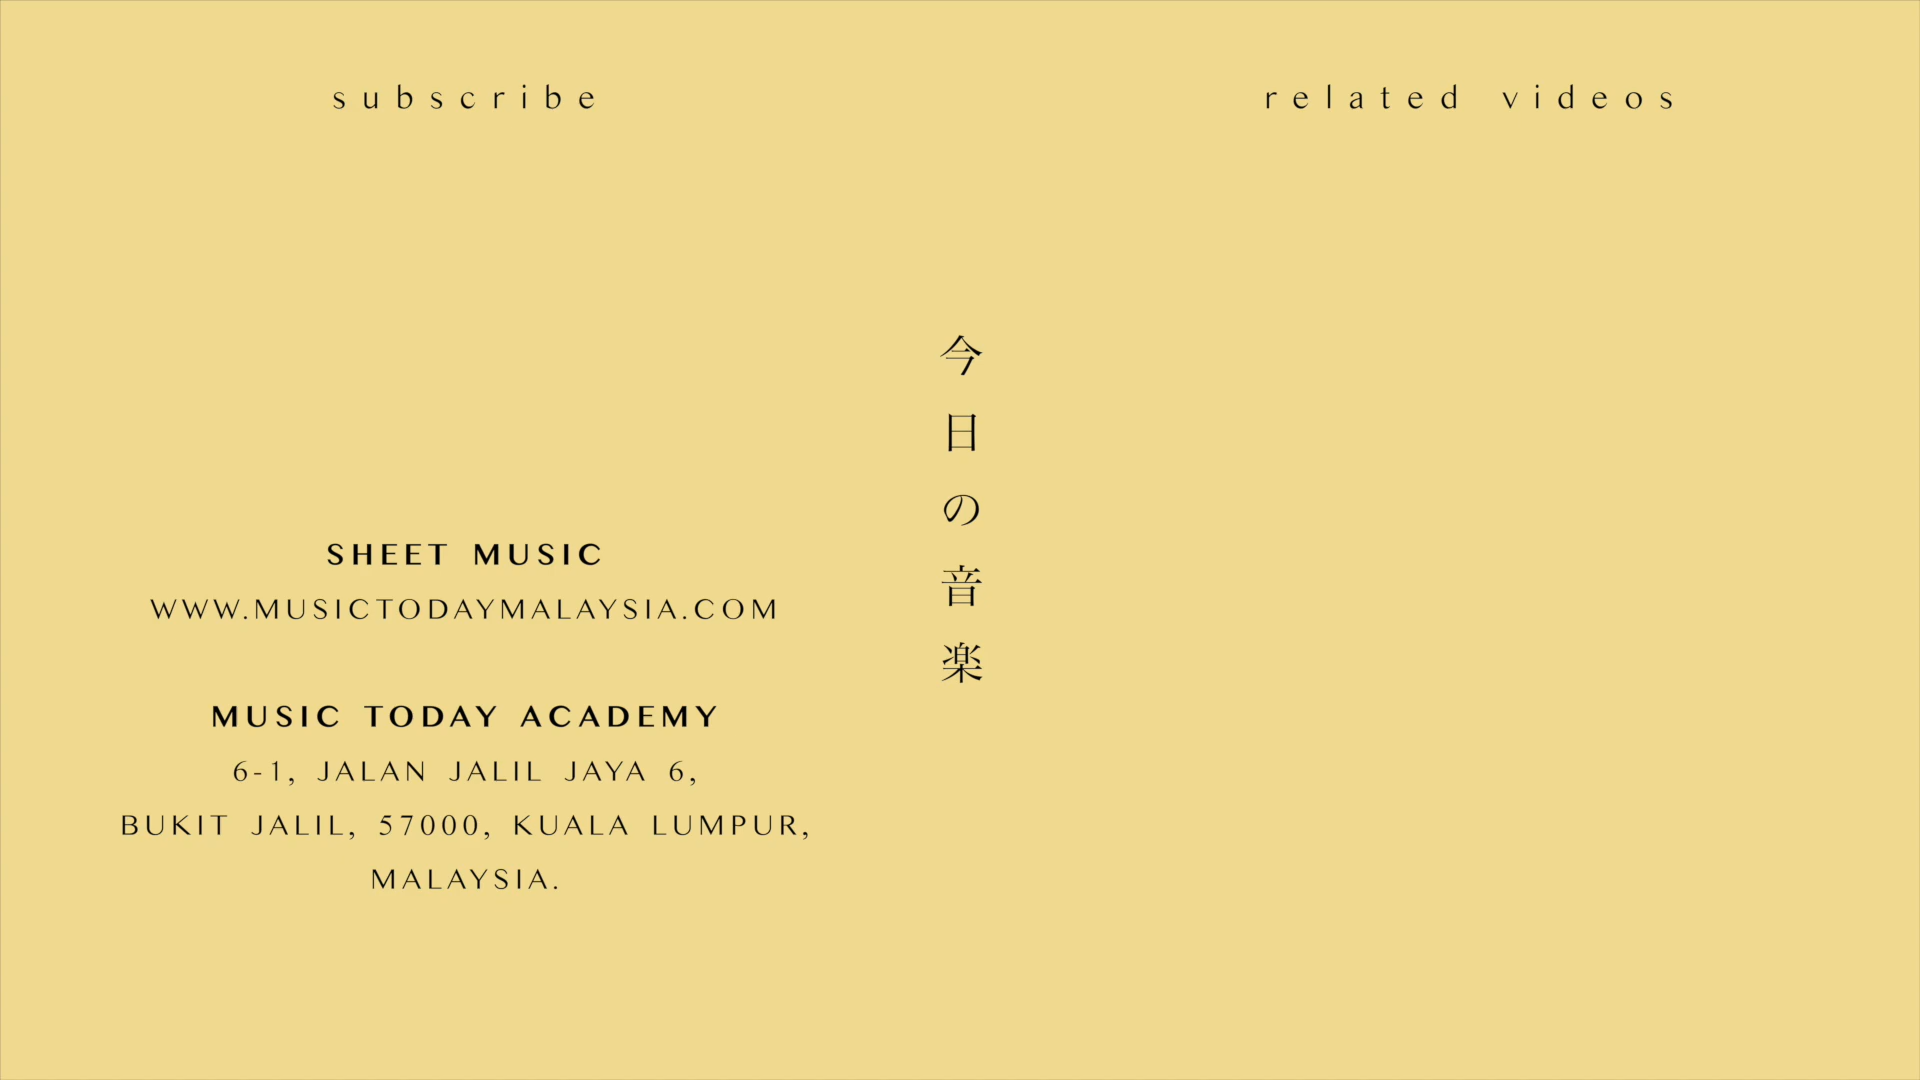 subscribe
related videos
今日の音楽
SHEET MUSIC
WWW.MUSICTODAYMALAYSIA.COM
MUSIC TODAY ACADEMY
6-1, JALAN JALIL JAYA 6,
BUKIT JALIL, 57000, KUALA LUMPUR,
MALAYSIA.